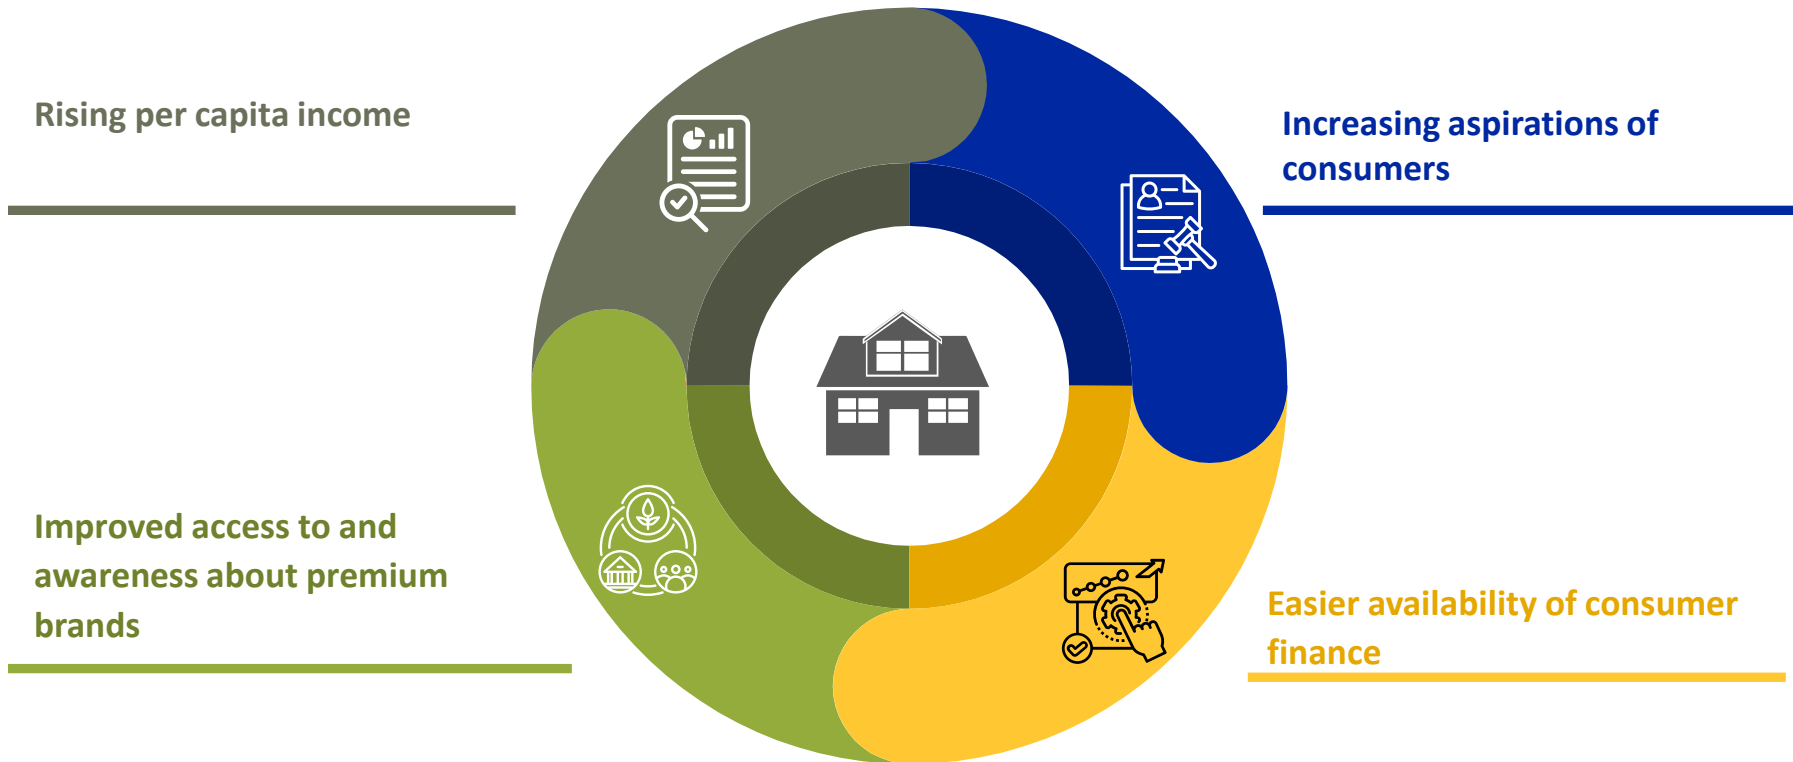 Rising per capita income
Increasing aspirations of
consumers
Improved access to and
awareness about premium
brands
Easier availability of consumer
finance